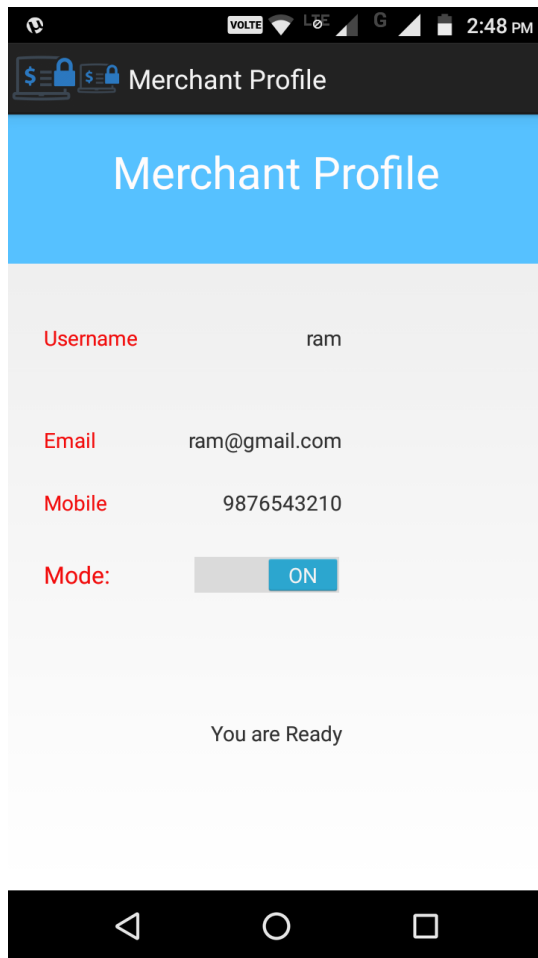 VOLTE LTE G 2:48 PM
$ $ Merchant Profile
Merchant Profile
Username ram
Email ram@gmail.com
Mobile 9876543210
Mode: ON
You are Ready